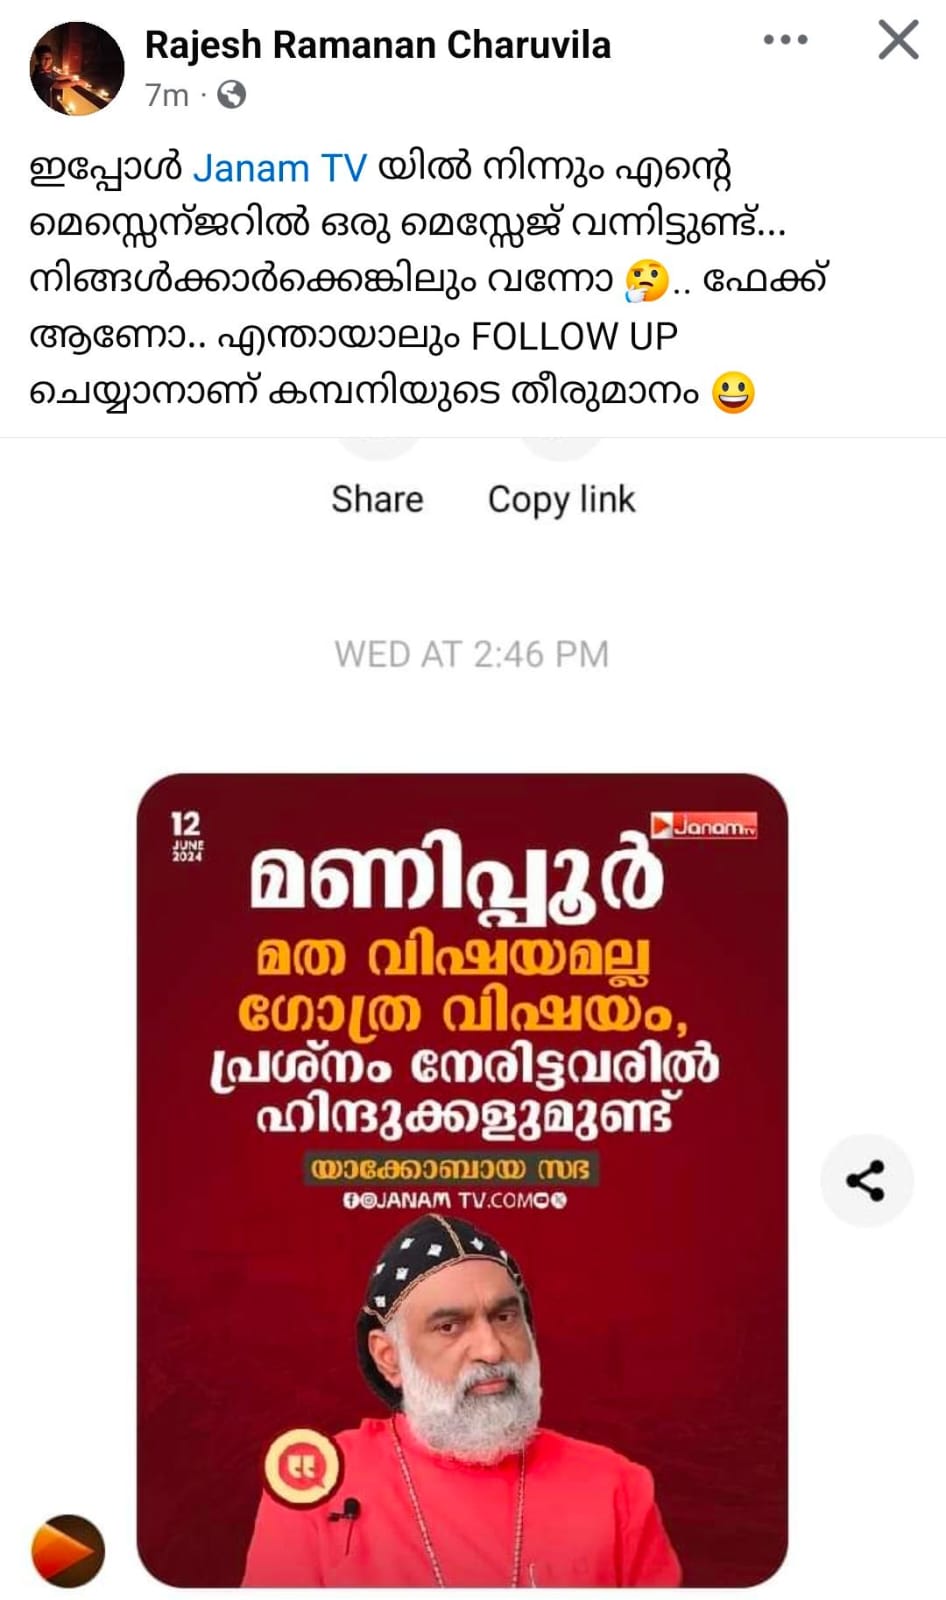 Rajesh Ramanan Charuvila
7m
ഇപ്പോൾ Janam TV യിൽ നിന്നും എന്റെ
മെസ്സെന്ജറിൽ ഒരു മെസ്സേജ് വന്നിട്ടുണ്ട്...
നിങ്ങൾക്കാർക്കെങ്കിലും വന്നോ 🤔.. ഫേക്ക്
ആണോ.. എന്തായാലും FOLLOW UP
ചെയ്യാനാണ് കമ്പനിയുടെ തീരുമാനം 😀
Share Copy link
WED AT 2:46 PM
12
JUNE
2024
JanamTV
മണിപ്പൂർ
മത വിഷയമല്ല
ഗോത്ര വിഷയം,
പ്രശ്നം നേരിട്ടവരിൽ
ഹിന്ദുക്കളുമുണ്ട്
യാക്കോബായ സഭ
JANAM TV.COM